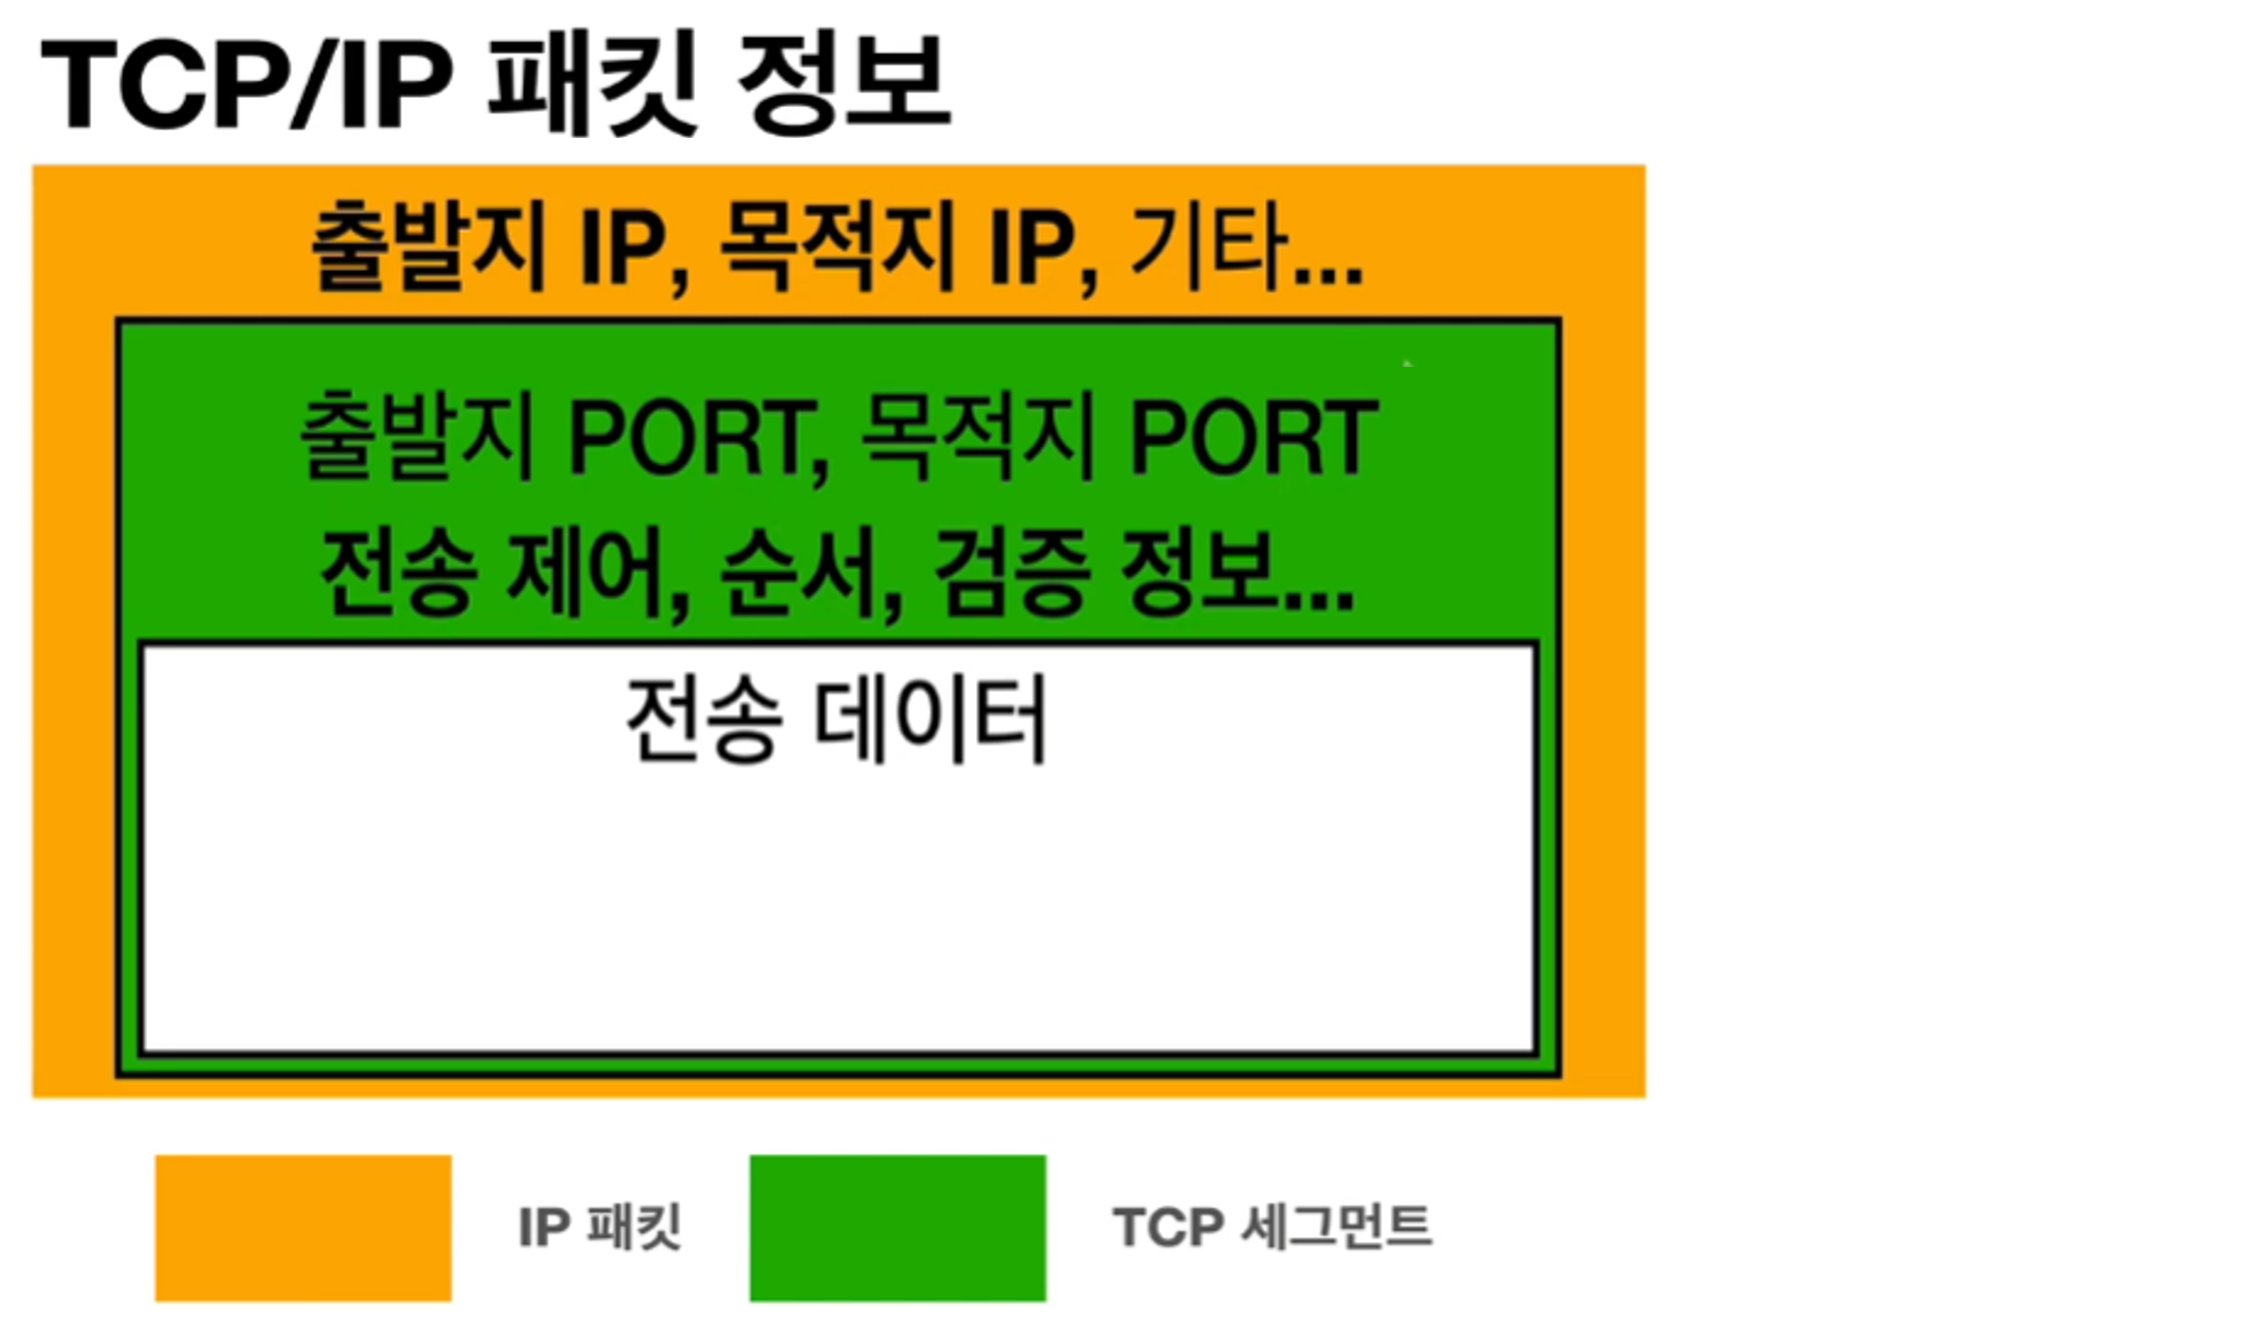 TCP/IP 패킷 정보
출발지 IP, 목적지 IP, 기타...
출발지 PORT, 목적지 PORT
전송 제어, 순서, 검증 정보...
전송 데이터
IP 패킷
TCP 세그먼트